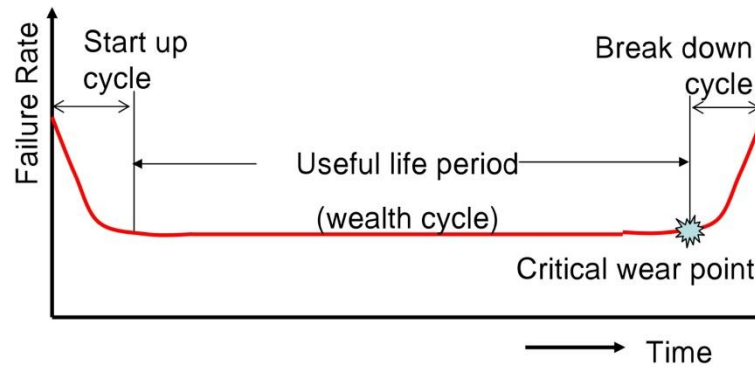 Failure Rate
Start up
cycle
Break down
cycle
Useful life period
(wealth cycle)
Critical wear point
Time